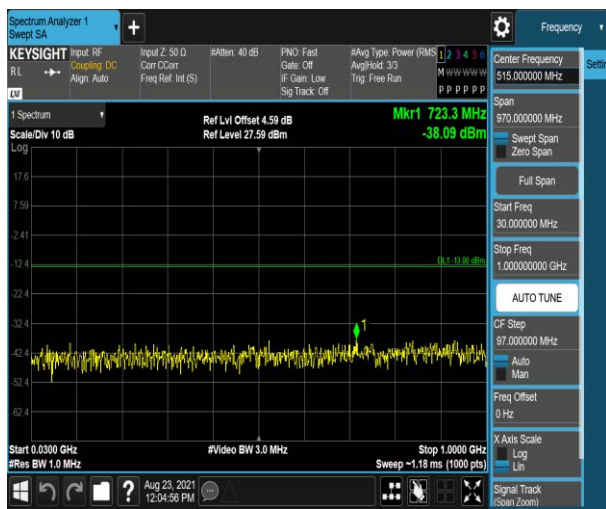 Spectrum Analyzer 1
Swept SA
+
Frequency
KEYSIGHT
RL
Input: RF
Coupling: DC
Align: Auto
Input Z: 50 Ω
Corr CCorr
Freq Ref: Int (S)
#Atten: 40 dB
PNO: Fast
Gate: Off
IF Gain: Low
Sig Track: Off
#Avg Type: Power (RMS
Avg|Hold: 3/3
Trig: Free Run
1 2 3 4 5 6
M W W W W W
P P P P P P
LXI
1 Spectrum
Scale/Div 10 dB
Log
Ref Lvl Offset 4.59 dB
Ref Level 27.59 dBm
Mkr1 723.3 MHz
-38.09 dBm
17.6
7.59
-2.41
-12.4
DL1 -13.00 dBm
-22.4
-32.4
1
-42.4
-52.4
-62.4
Start 0.0300 GHz
#Res BW 1.0 MHz
#Video BW 3.0 MHz
Stop 1.0000 GHz
Sweep ~1.18 ms (1000 pts)
Center Frequency
515.000000 MHz
Settin
Span
970.000000 MHz
Swept Span
Zero Span
Full Span
Start Freq
30.000000 MHz
Stop Freq
1.000000000 GHz
AUTO TUNE
CF Step
97.000000 MHz
Auto
Man
Freq Offset
0 Hz
X Axis Scale
Log
Lin
Signal Track
(Span Zoom)
?
Aug 23, 2021
12:04:56 PM